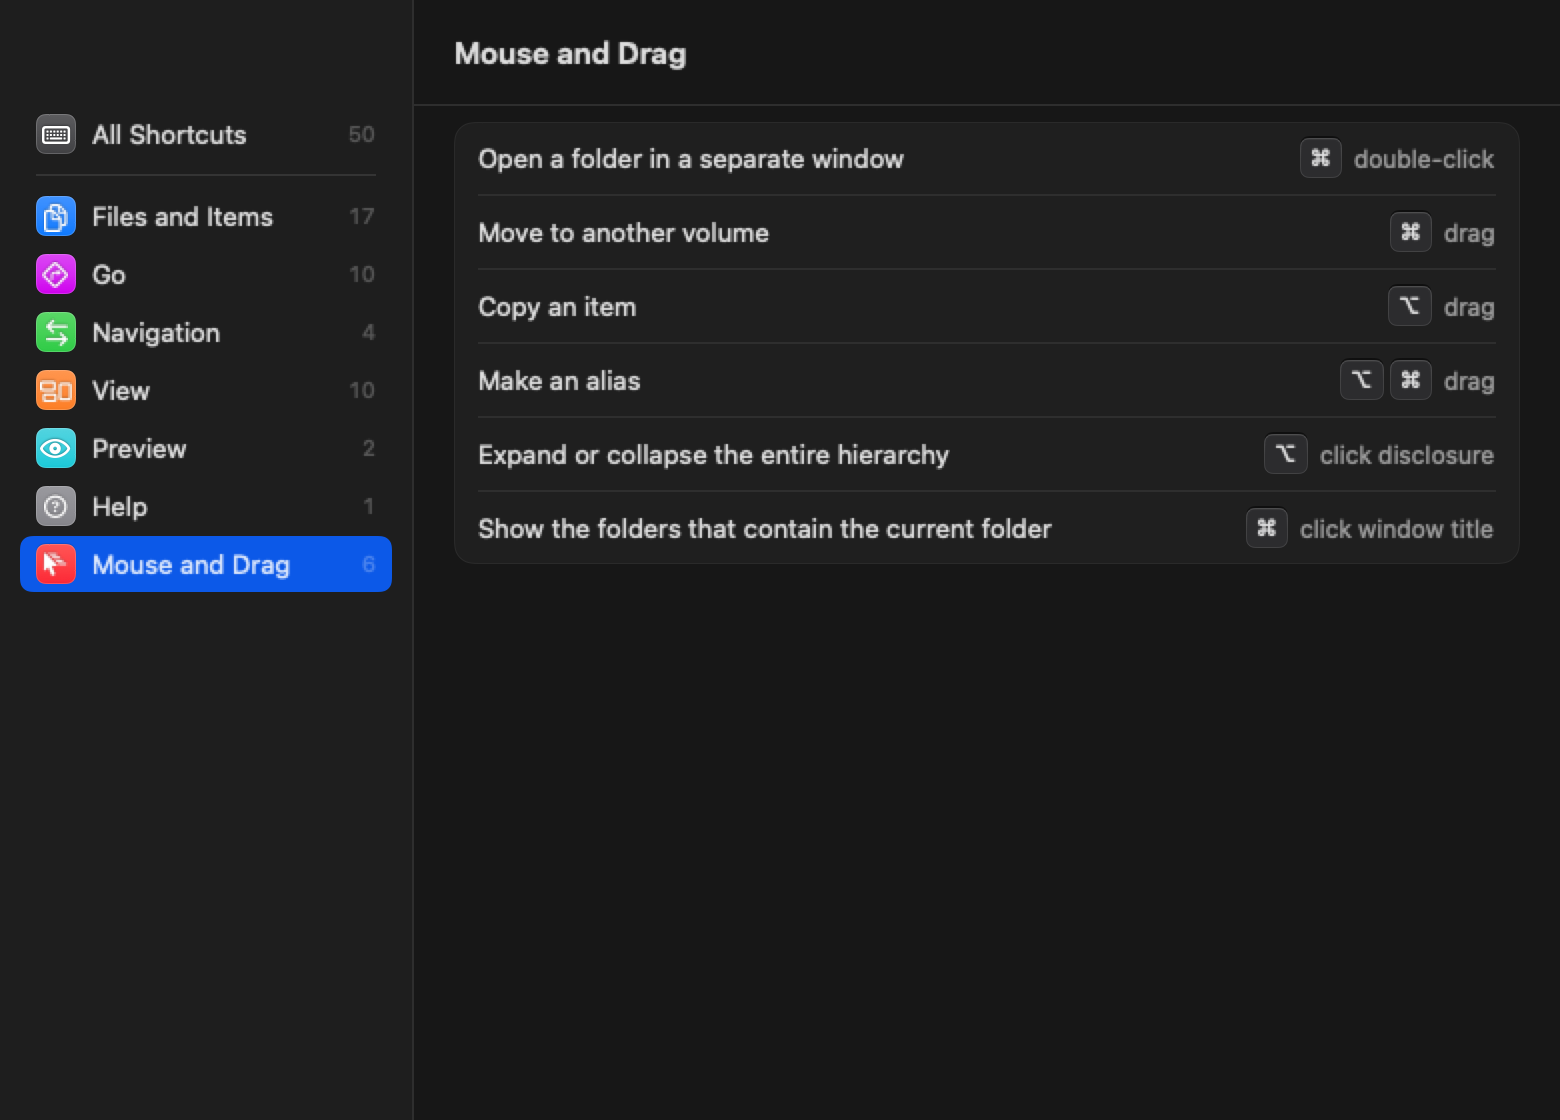 Mouse and Drag
All Shortcuts 50
Files and Items 17
Go 10
Navigation 4
View 10
Preview 2
Help 1
Mouse and Drag 6
Open a folder in a separate window ⌘ double-click
Move to another volume ⌘ drag
Copy an item ⌥ drag
Make an alias ⌥ ⌘ drag
Expand or collapse the entire hierarchy ⌥ click disclosure
Show the folders that contain the current folder ⌘ click window title